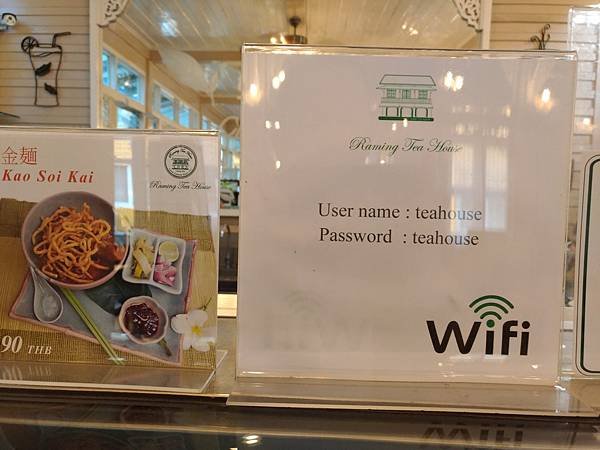 金麵
Kao Soi Kai
Raming Tea House
90 THB
Raming Tea House
User name : teahouse
Password : teahouse
Wifi